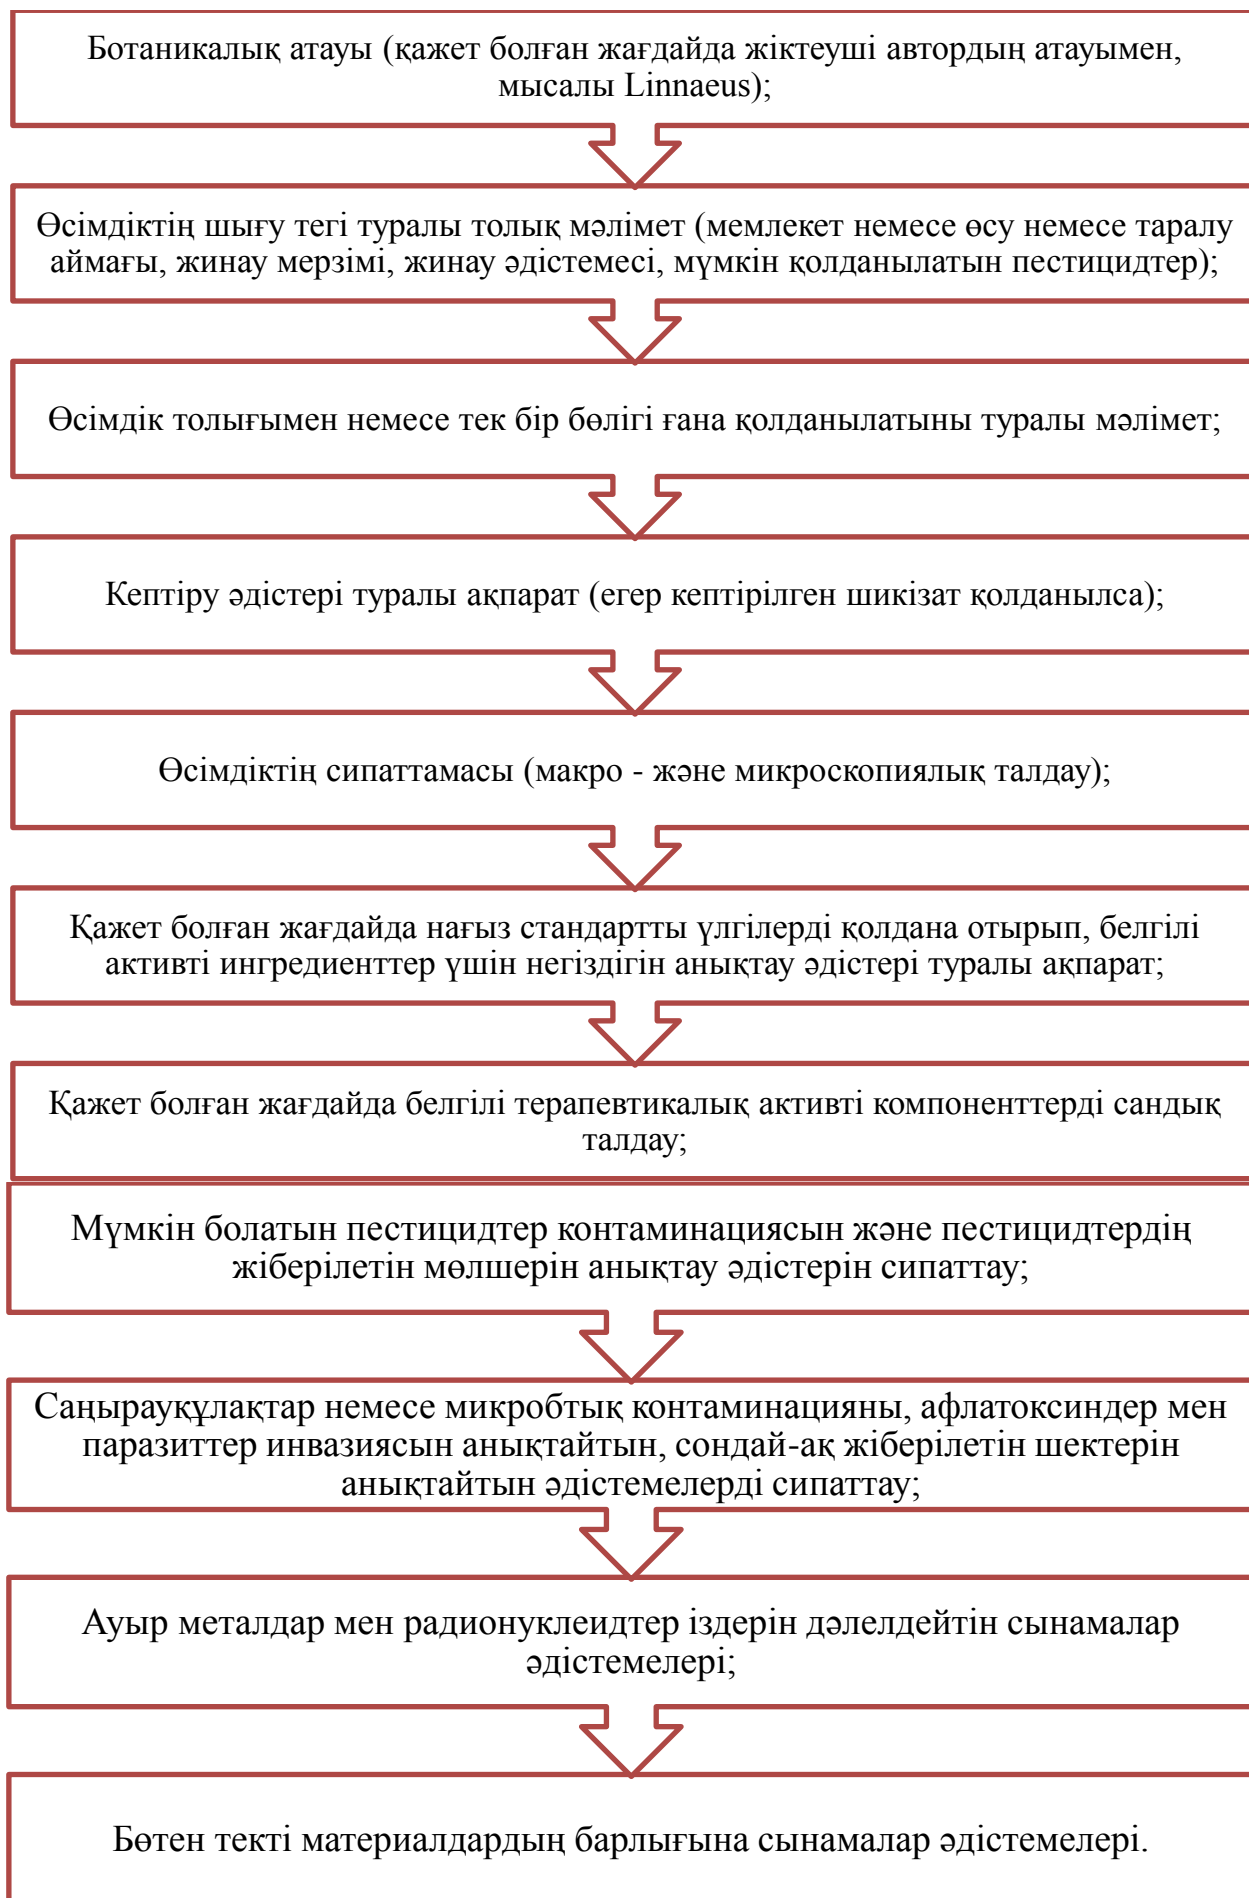 Ботаникалық атауы (қажет болған жағдайда жіктеуші автордың атауымен,
мысалы Linnaeus);
Өсімдіктің шығу тегі туралы толық мәлімет (мемлекет немесе өсу немесе таралу
аймағы, жинау мерзімі, жинау әдістемесі, мүмкін қолданылатын пестицидтер);
Өсімдік толығымен немесе тек бір бөлігі ғана қолданылатыны туралы мәлімет;
Кептіру әдістері туралы ақпарат (егер кептірілген шикізат қолданылса);
Өсімдіктің сипаттамасы (макро - және микроскопиялық талдау);
Қажет болған жағдайда нағыз стандартты үлгілерді қолдана отырып, белгілі
активті ингредиенттер үшін негіздігін анықтау әдістері туралы ақпарат;
Қажет болған жағдайда белгілі терапевтикалық активті компоненттерді сандық
талдау;
Мүмкін болатын пестицидтер контаминациясын және пестицидтердің
жіберілетін мөлшерін анықтау әдістерін сипаттау;
Саңырауқұлақтар немесе микробтық контаминацияны, афлатоксиндер мен
паразиттер инвазиясын анықтайтын, сондай-ақ жіберілетін шектерін
анықтайтын әдістемелерді сипаттау;
Ауыр металдар мен радионуклеидтер іздерін дәлелдейтін сынамалар
әдістемелері;
Бөтен текті материалдардың барлығына сынамалар әдістемелері.